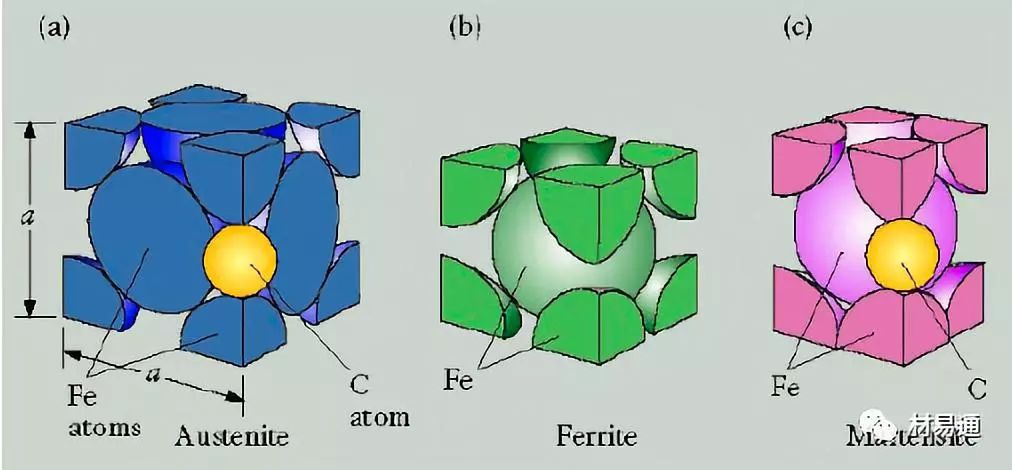 (a)
(b)
(c)
a
a
Fe
atoms
C
atom
Fe
Fe
C
Austenite
Ferrite
Martensite
材易通